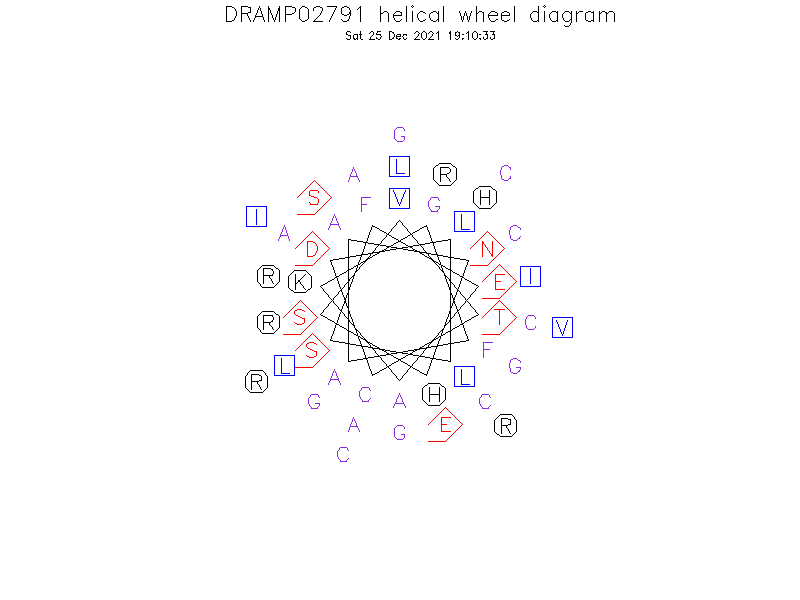 DRAMP02791 helical wheel diagram
Sat 25 Dec 2021 19:10:33
G
L
A R C
S V H
F G
I A L
A C
D N
R K E I
R S T C V
S F
L G
R A L
G C A H C
A E R
G
C